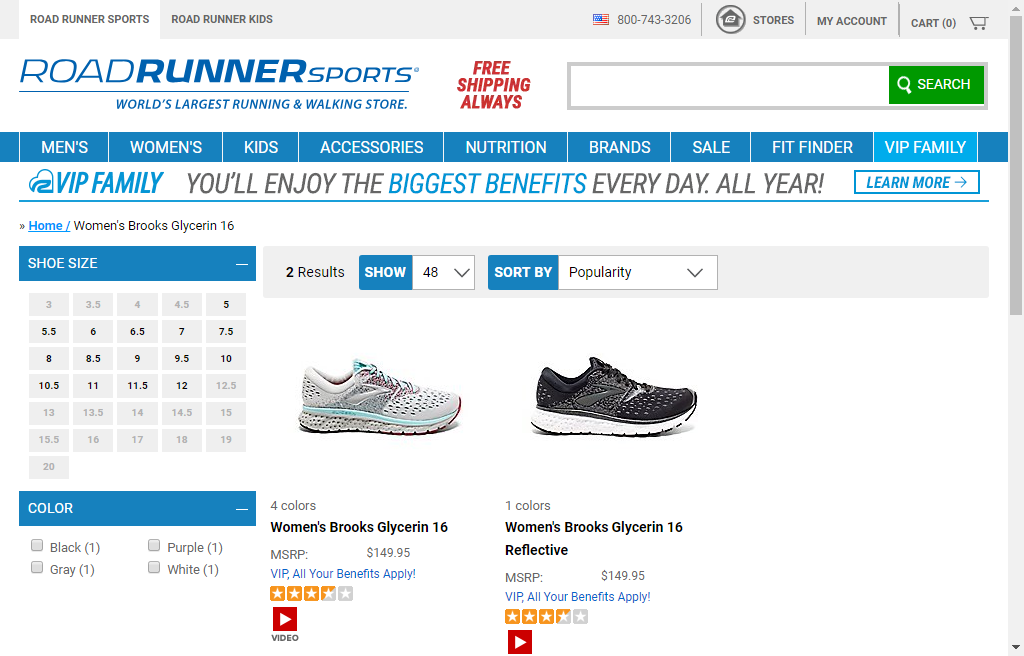 ROAD RUNNER SPORTS ROAD RUNNER KIDS 800-743-3206 STORES MY ACCOUNT CART (0)
ROADRUNNERSPORTS®
WORLD'S LARGEST RUNNING & WALKING STORE.
FREE
SHIPPING
ALWAYS
SEARCH
MEN'S WOMEN'S KIDS ACCESSORIES NUTRITION BRANDS SALE FIT FINDER VIP FAMILY
VIP FAMILY YOU'LL ENJOY THE BIGGEST BENEFITS EVERY DAY. ALL YEAR! LEARN MORE →
» Home / Women's Brooks Glycerin 16
SHOE SIZE —
3 3.5 4 4.5 5
5.5 6 6.5 7 7.5
8 8.5 9 9.5 10
10.5 11 11.5 12 12.5
13 13.5 14 14.5 15
15.5 16 17 18 19
20
COLOR —
Black (1) Purple (1)
Gray (1) White (1)
2 Results SHOW 48 SORT BY Popularity
4 colors
Women's Brooks Glycerin 16
MSRP: $149.95
VIP, All Your Benefits Apply!
VIDEO
1 colors
Women's Brooks Glycerin 16
Reflective
MSRP: $149.95
VIP, All Your Benefits Apply!